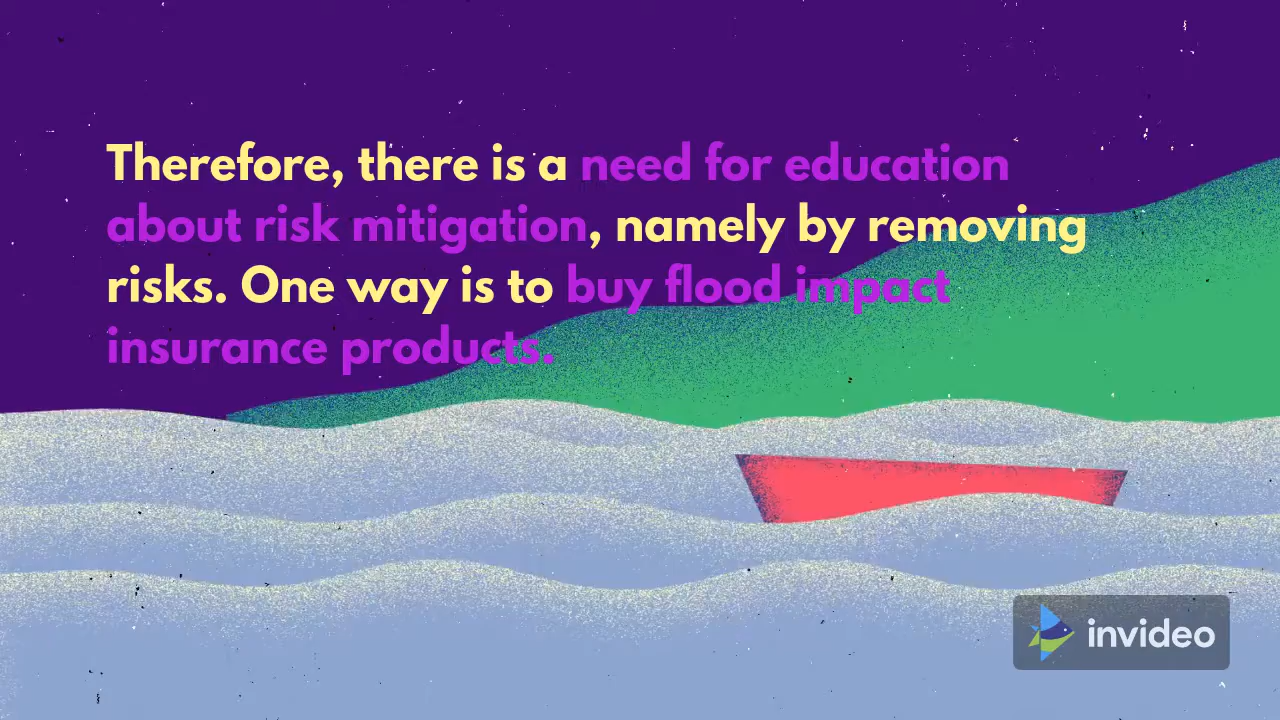 Therefore, there is a need for education
about risk mitigation, namely by removing
risks. One way is to buy flood impact
insurance products.
invideo